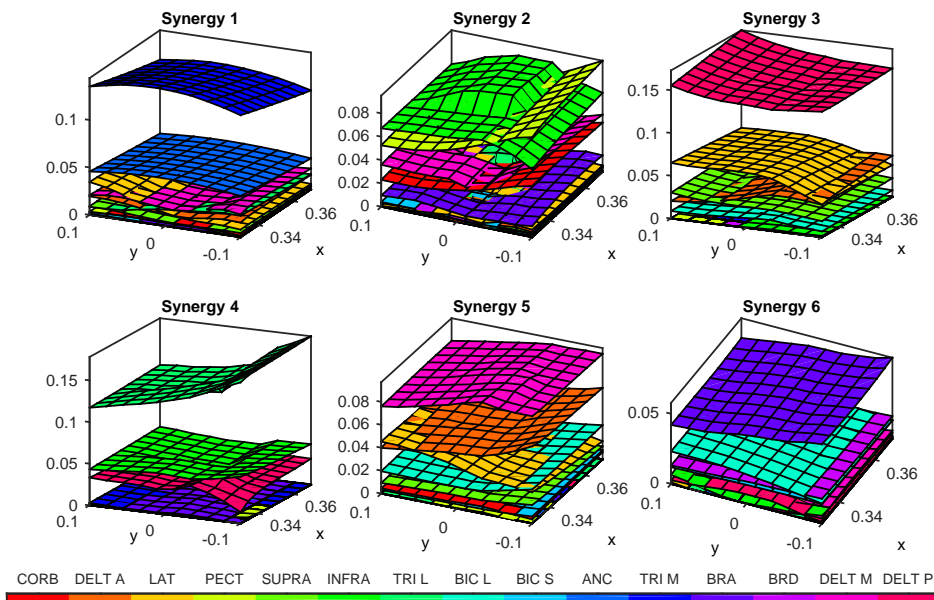 Synergy 1
0.1
0.05
0
0.1
y
0
-0.1
0.34
0.36
x
Synergy 2
0.08
0.06
0.04
0.02
0
0.1
y
0
-0.1
0.34
0.36
x
Synergy 3
0.15
0.1
0.05
0
0.1
y
0
-0.1
0.34
0.36
x
Synergy 4
0.15
0.1
0.05
0
0.1
y
0
-0.1
0.34
0.36
x
Synergy 5
0.08
0.06
0.04
0.02
0
0.1
y
0
-0.1
0.34
0.36
x
Synergy 6
0.05
0
0.1
y
0
-0.1
0.34
0.36
x
CORB DELT A LAT PECT SUPRA INFRA TRI L BIC L BIC S ANC TRI M BRA BRD DELT M DELT P